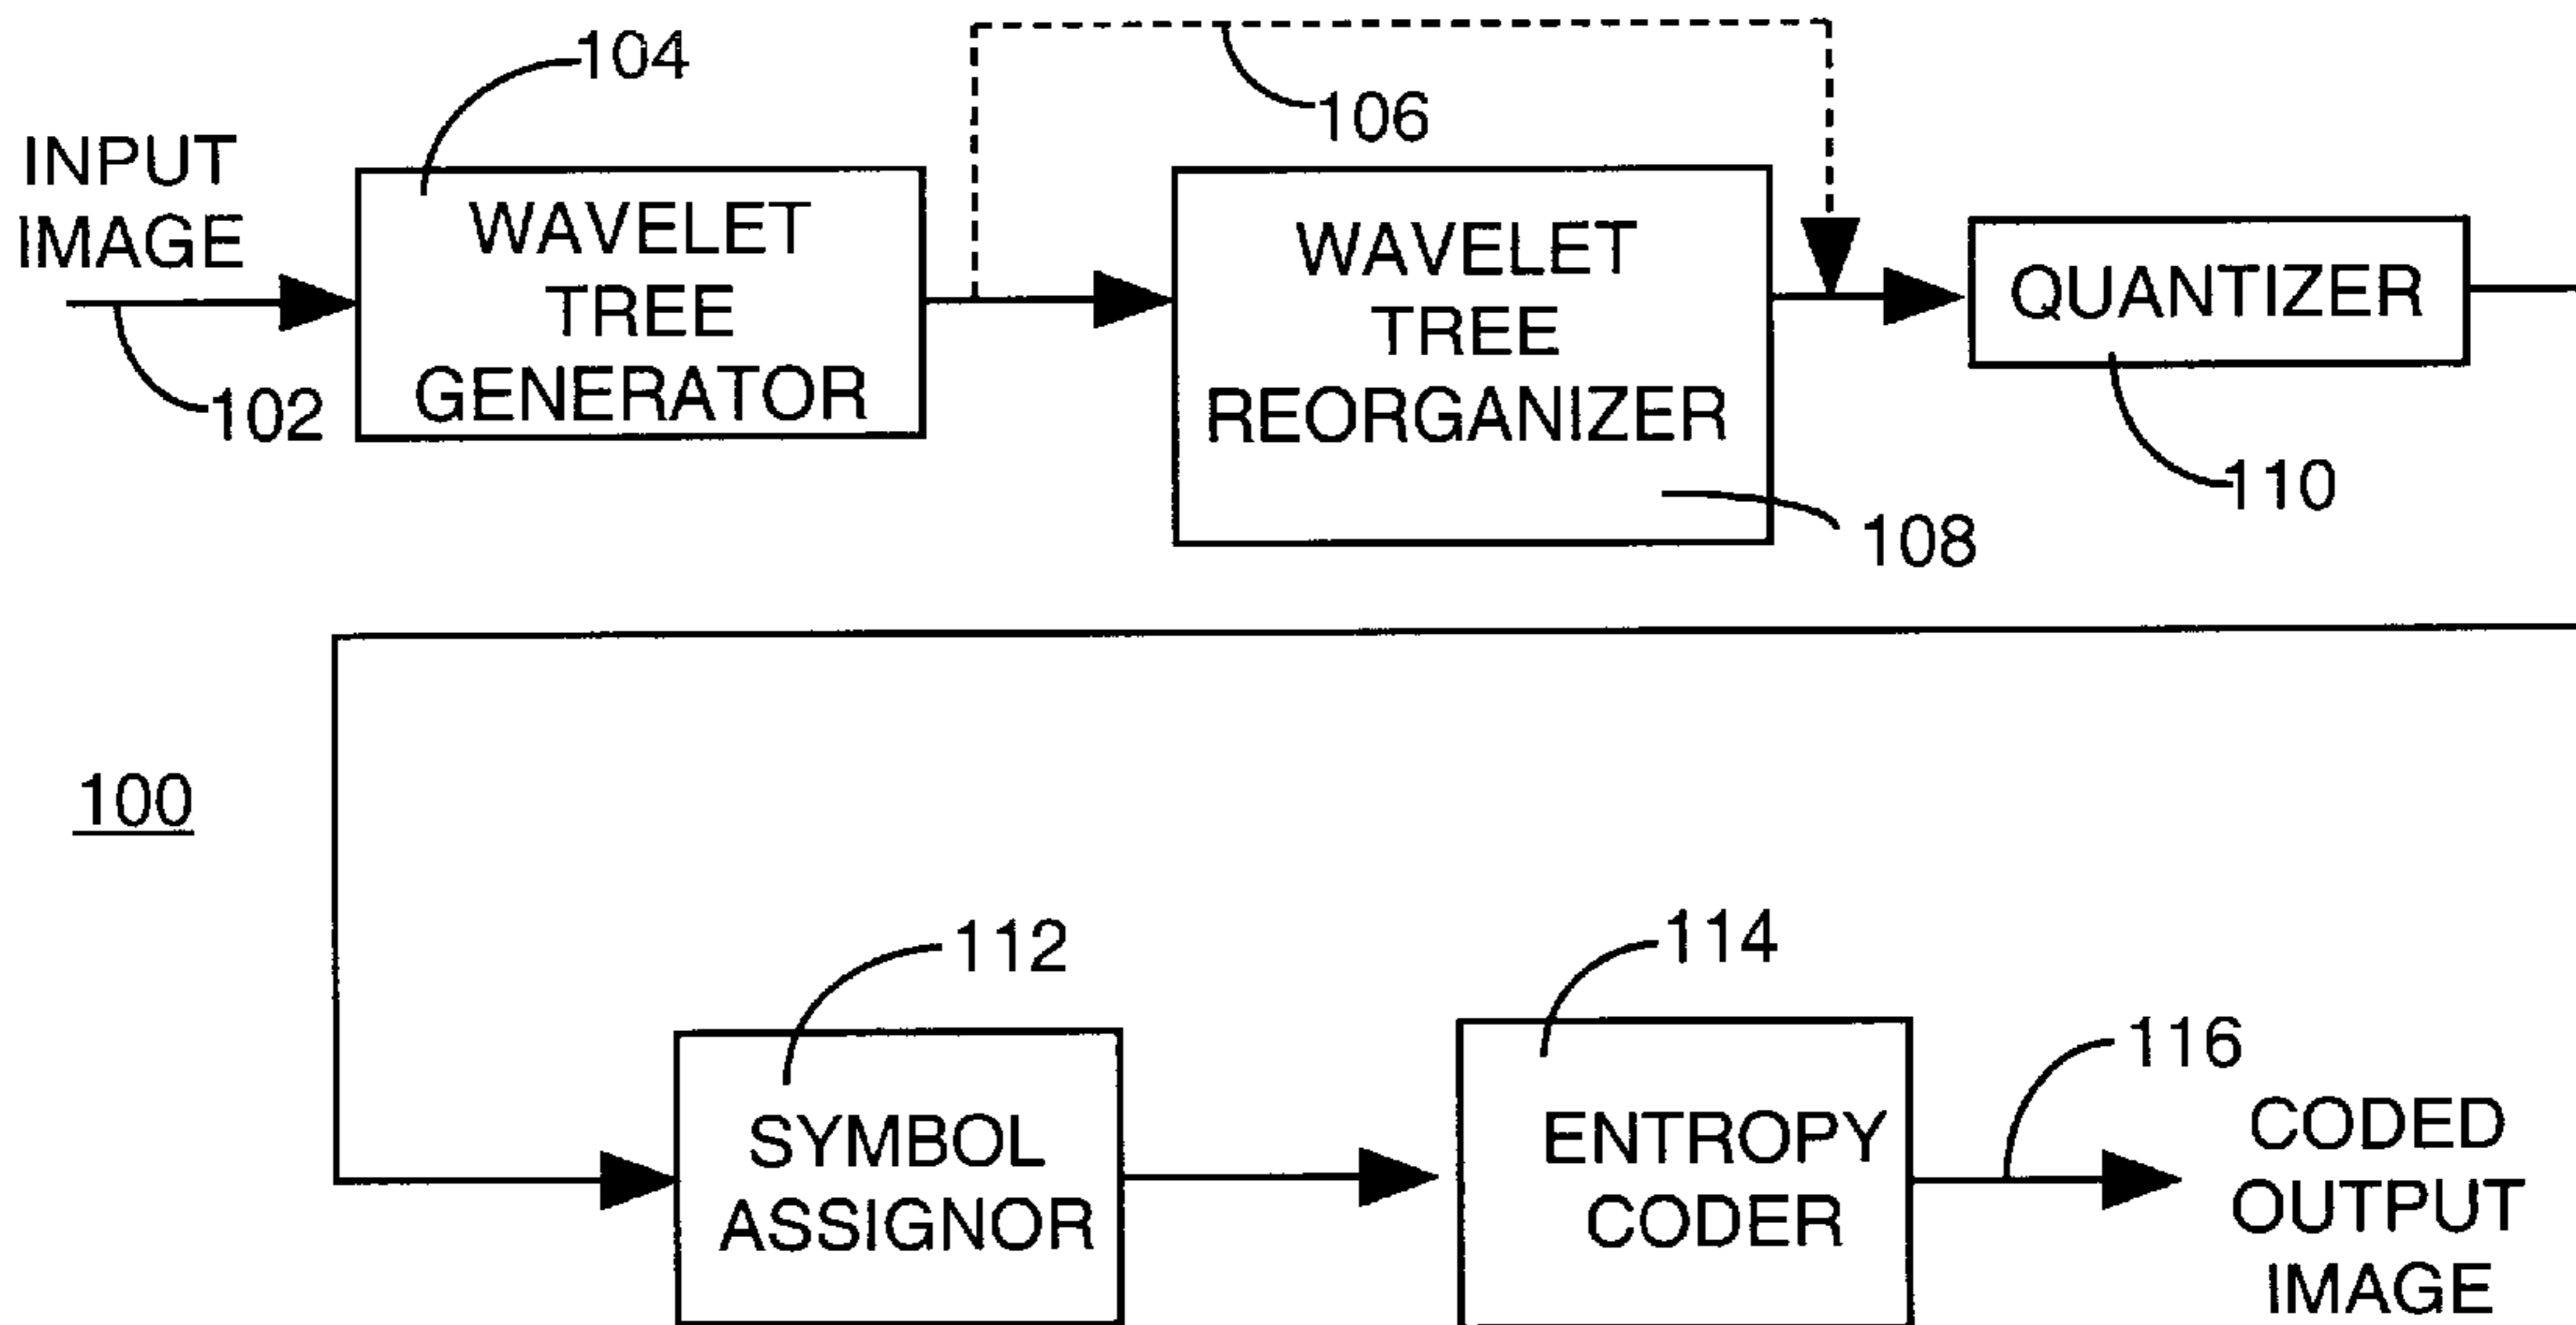 104
106
INPUT
IMAGE
102
WAVELET
TREE
GENERATOR
WAVELET
TREE
REORGANIZER
108
QUANTIZER
110
100
112
SYMBOL
ASSIGNOR
114
ENTROPY
CODER
116
CODED
OUTPUT
IMAGE